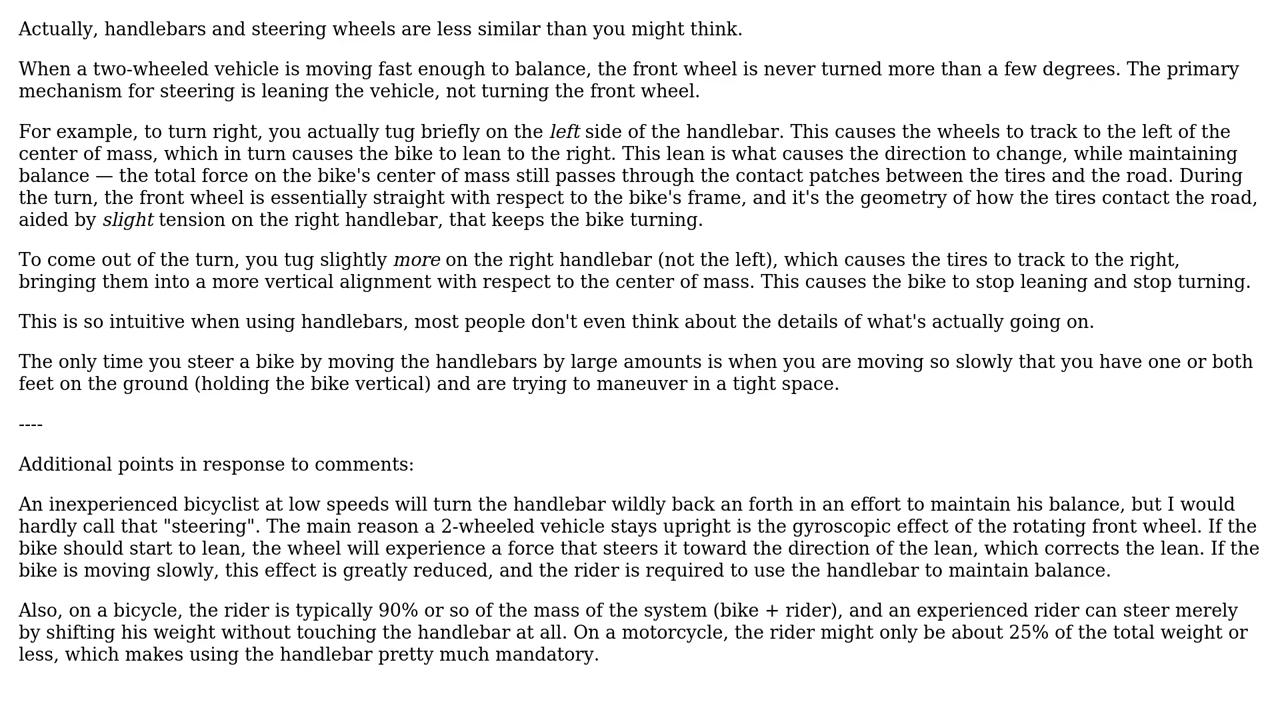 Actually, handlebars and steering wheels are less similar than you might think.
When a two-wheeled vehicle is moving fast enough to balance, the front wheel is never turned more than a few degrees. The primary
mechanism for steering is leaning the vehicle, not turning the front wheel.
For example, to turn right, you actually tug briefly on the left side of the handlebar. This causes the wheels to track to the left of the
center of mass, which in turn causes the bike to lean to the right. This lean is what causes the direction to change, while maintaining
balance — the total force on the bike's center of mass still passes through the contact patches between the tires and the road. During
the turn, the front wheel is essentially straight with respect to the bike's frame, and it's the geometry of how the tires contact the road,
aided by slight tension on the right handlebar, that keeps the bike turning.
To come out of the turn, you tug slightly more on the right handlebar (not the left), which causes the tires to track to the right,
bringing them into a more vertical alignment with respect to the center of mass. This causes the bike to stop leaning and stop turning.
This is so intuitive when using handlebars, most people don't even think about the details of what's actually going on.
The only time you steer a bike by moving the handlebars by large amounts is when you are moving so slowly that you have one or both
feet on the ground (holding the bike vertical) and are trying to maneuver in a tight space.
----
Additional points in response to comments:
An inexperienced bicyclist at low speeds will turn the handlebar wildly back an forth in an effort to maintain his balance, but I would
hardly call that "steering". The main reason a 2-wheeled vehicle stays upright is the gyroscopic effect of the rotating front wheel. If the
bike should start to lean, the wheel will experience a force that steers it toward the direction of the lean, which corrects the lean. If the
bike is moving slowly, this effect is greatly reduced, and the rider is required to use the handlebar to maintain balance.
Also, on a bicycle, the rider is typically 90% or so of the mass of the system (bike + rider), and an experienced rider can steer merely
by shifting his weight without touching the handlebar at all. On a motorcycle, the rider might only be about 25% of the total weight or
less, which makes using the handlebar pretty much mandatory.